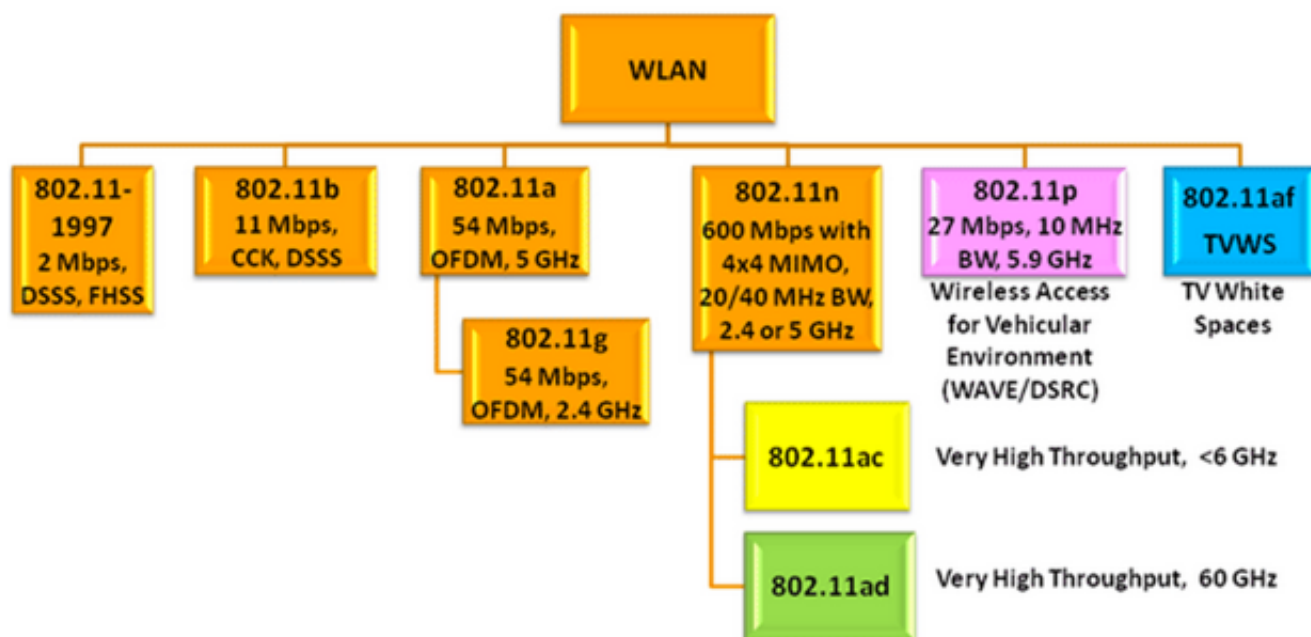 WLAN
802.11-
1997
2 Mbps,
DSSS, FHSS
802.11b
11 Mbps,
CCK, DSSS
802.11a
54 Mbps,
OFDM, 5 GHz
802.11g
54 Mbps,
OFDM, 2.4 GHz
802.11n
600 Mbps with
4x4 MIMO,
20/40 MHz BW,
2.4 or 5 GHz
802.11p
27 Mbps, 10 MHz
BW, 5.9 GHz
Wireless Access
for Vehicular
Environment
(WAVE/DSRC)
802.11af
TVWS
TV White
Spaces
802.11ac
Very High Throughput, <6 GHz
802.11ad
Very High Throughput, 60 GHz